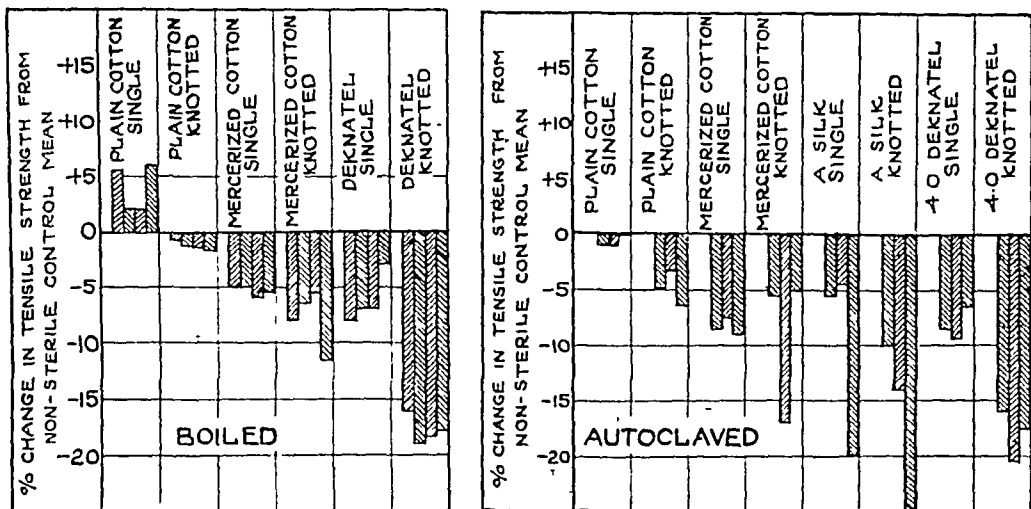 % CHANGE IN TENSILE STRENGTH FROM
NON-STERILE CONTROL MEAN
+15
+10
+5
0
-5
-10
-15
-20
PLAIN COTTON
SINGLE
PLAIN COTTON
KNOTTED
MERCERIZED COTTON
SINGLE
MERCERIZED COTTON
KNOTTED
DEKNATEL
SINGLE
DEKNATEL
KNOTTED
BOILED
% CHANGE IN TENSILE STRENGTH FROM
NON-STERILE CONTROL MEAN
+15
+10
+5
0
-5
-10
-15
-20
PLAIN COTTON
SINGLE
PLAIN COTTON
KNOTTED
MERCERIZED COTTON
SINGLE
MERCERIZED COTTON
KNOTTED
A SILK
SINGLE
A SILK
KNOTTED
4 0 DEKNATEL
SINGLE
4-0 DEKNATEL
KNOTTED
AUTOCLAVED